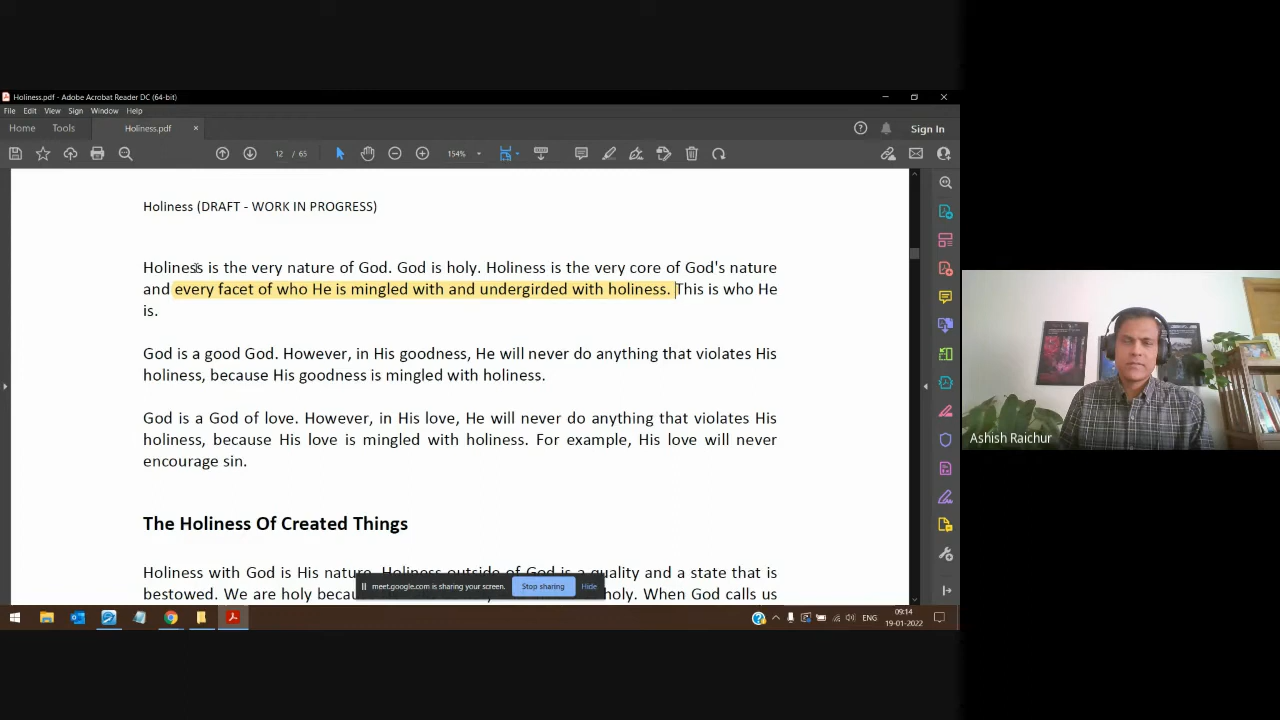 Holiness.pdf - Adobe Acrobat Reader DC (64-bit)
File Edit View Sign Window Help
Home Tools Holiness.pdf Sign In
12 / 65 154%
Holiness (DRAFT - WORK IN PROGRESS)
Holiness is the very nature of God. God is holy. Holiness is the very core of God's nature
and every facet of who He is mingled with and undergirded with holiness. This is who He
is.
God is a good God. However, in His goodness, He will never do anything that violates His
holiness, because His goodness is mingled with holiness.
God is a God of love. However, in His love, He will never do anything that violates His
holiness, because His love is mingled with holiness. For example, His love will never
encourage sin.
Ashish Raichur
The Holiness Of Created Things
Holiness with God is His nature. Holiness outside of God is a quality and a state that is
meet.google.com is sharing your screen. Stop sharing Hide
bestowed. We are holy holy. When God calls us
ENG
09:14
19-01-2022